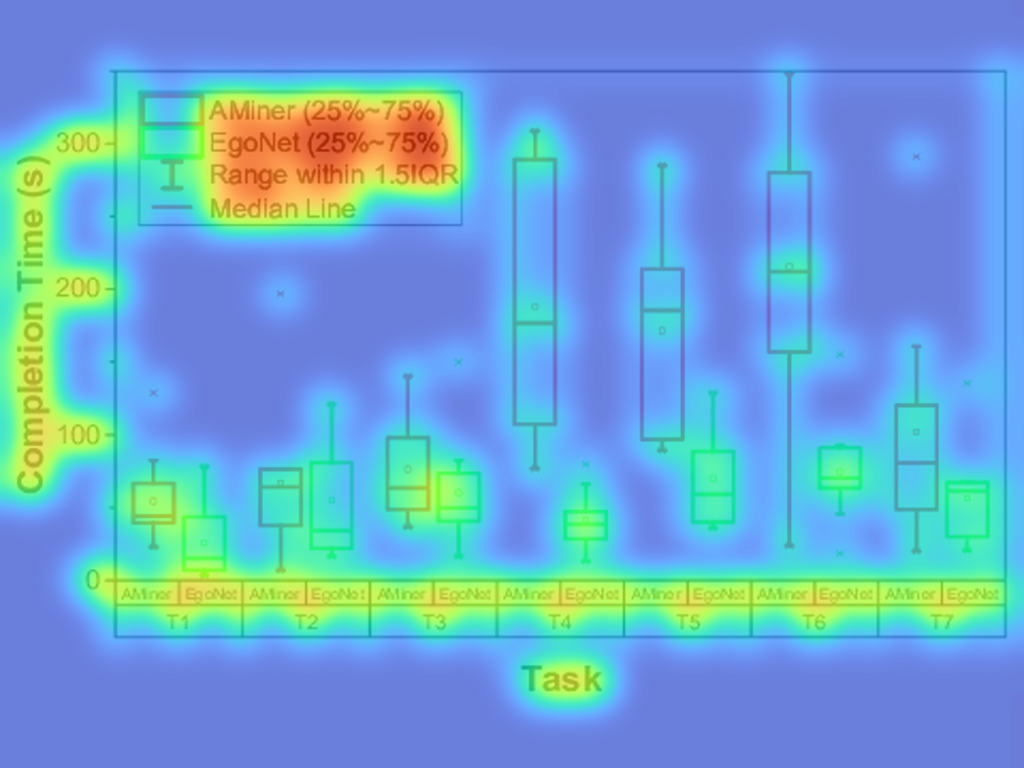 AMiner (25%~75%)
EgoNet (25%~75%)
Range within 1.5IQR
Median Line
Completion Time (s)
300
200
100
0
AMiner EgoNet AMiner EgoNet AMiner EgoNet AMiner EgoNet AMiner EgoNet AMiner EgoNet AMiner EgoNet
T1 T2 T3 T4 T5 T6 T7
Task